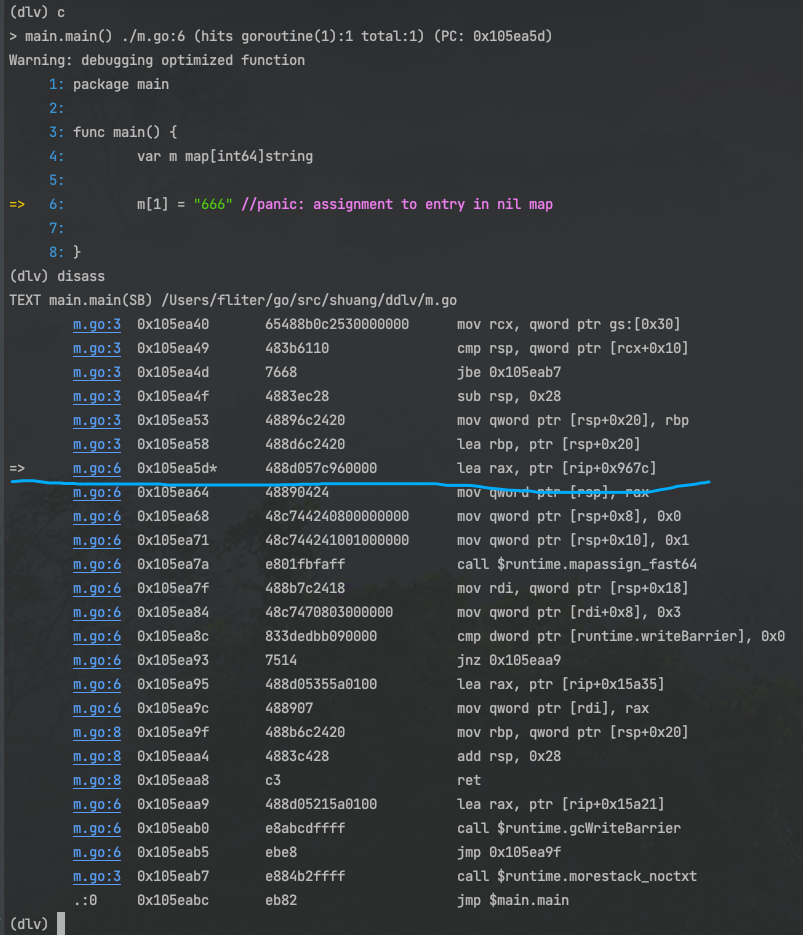 (dlv) c
> main.main() ./m.go:6 (hits goroutine(1):1 total:1) (PC: 0x105ea5d)
Warning: debugging optimized function
1: package main
2:
3: func main() {
4: var m map[int64]string
5:
=> 6: m[1] = "666" //panic: assignment to entry in nil map
7:
8: }
(dlv) disass
TEXT main.main(SB) /Users/fliter/go/src/shuang/ddlv/m.go
m.go:3 0x105ea40 65488b0c2530000000 mov rcx, qword ptr gs:[0x30]
m.go:3 0x105ea49 483b6110 cmp rsp, qword ptr [rcx+0x10]
m.go:3 0x105ea4d 7668 jbe 0x105eab7
m.go:3 0x105ea4f 4883ec28 sub rsp, 0x28
m.go:3 0x105ea53 48896c2420 mov qword ptr [rsp+0x20], rbp
m.go:3 0x105ea58 488d6c2420 lea rbp, ptr [rsp+0x20]
=> m.go:6 0x105ea5d* 488d057c960000 lea rax, ptr [rip+0x967c]
m.go:6 0x105ea64 48890424 mov qword ptr [rsp], rax
m.go:6 0x105ea68 48c744240800000000 mov qword ptr [rsp+0x8], 0x0
m.go:6 0x105ea71 48c744241001000000 mov qword ptr [rsp+0x10], 0x1
m.go:6 0x105ea7a e801fbfaff call $runtime.mapassign_fast64
m.go:6 0x105ea7f 488b7c2418 mov rdi, qword ptr [rsp+0x18]
m.go:6 0x105ea84 48c7470803000000 mov qword ptr [rdi+0x8], 0x3
m.go:6 0x105ea8c 833dedbb090000 cmp dword ptr [runtime.writeBarrier], 0x0
m.go:6 0x105ea93 7514 jnz 0x105eaa9
m.go:6 0x105ea95 488d05355a0100 lea rax, ptr [rip+0x15a35]
m.go:6 0x105ea9c 488907 mov qword ptr [rdi], rax
m.go:8 0x105ea9f 488b6c2420 mov rbp, qword ptr [rsp+0x20]
m.go:8 0x105eaa4 4883c428 add rsp, 0x28
m.go:8 0x105eaa8 c3 ret
m.go:6 0x105eaa9 488d05215a0100 lea rax, ptr [rip+0x15a21]
m.go:6 0x105eab0 e8abcdffff call $runtime.gcWriteBarrier
m.go:6 0x105eab5 ebe8 jmp 0x105ea9f
m.go:3 0x105eab7 e884b2ffff call $runtime.morestack_noctxt
.:0 0x105eabc eb82 jmp $main.main
(dlv)